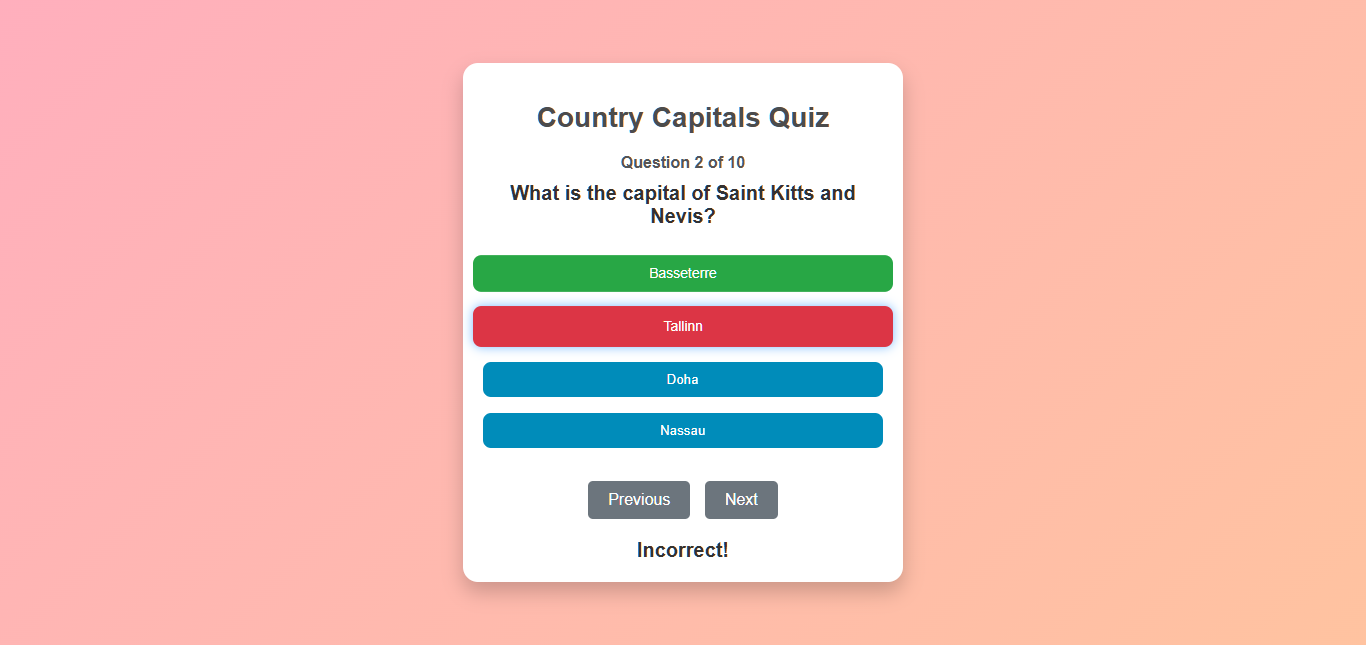 Country Capitals Quiz
Question 2 of 10
What is the capital of Saint Kitts and
Nevis?
Basseterre
Tallinn
Doha
Nassau
Previous
Next
Incorrect!